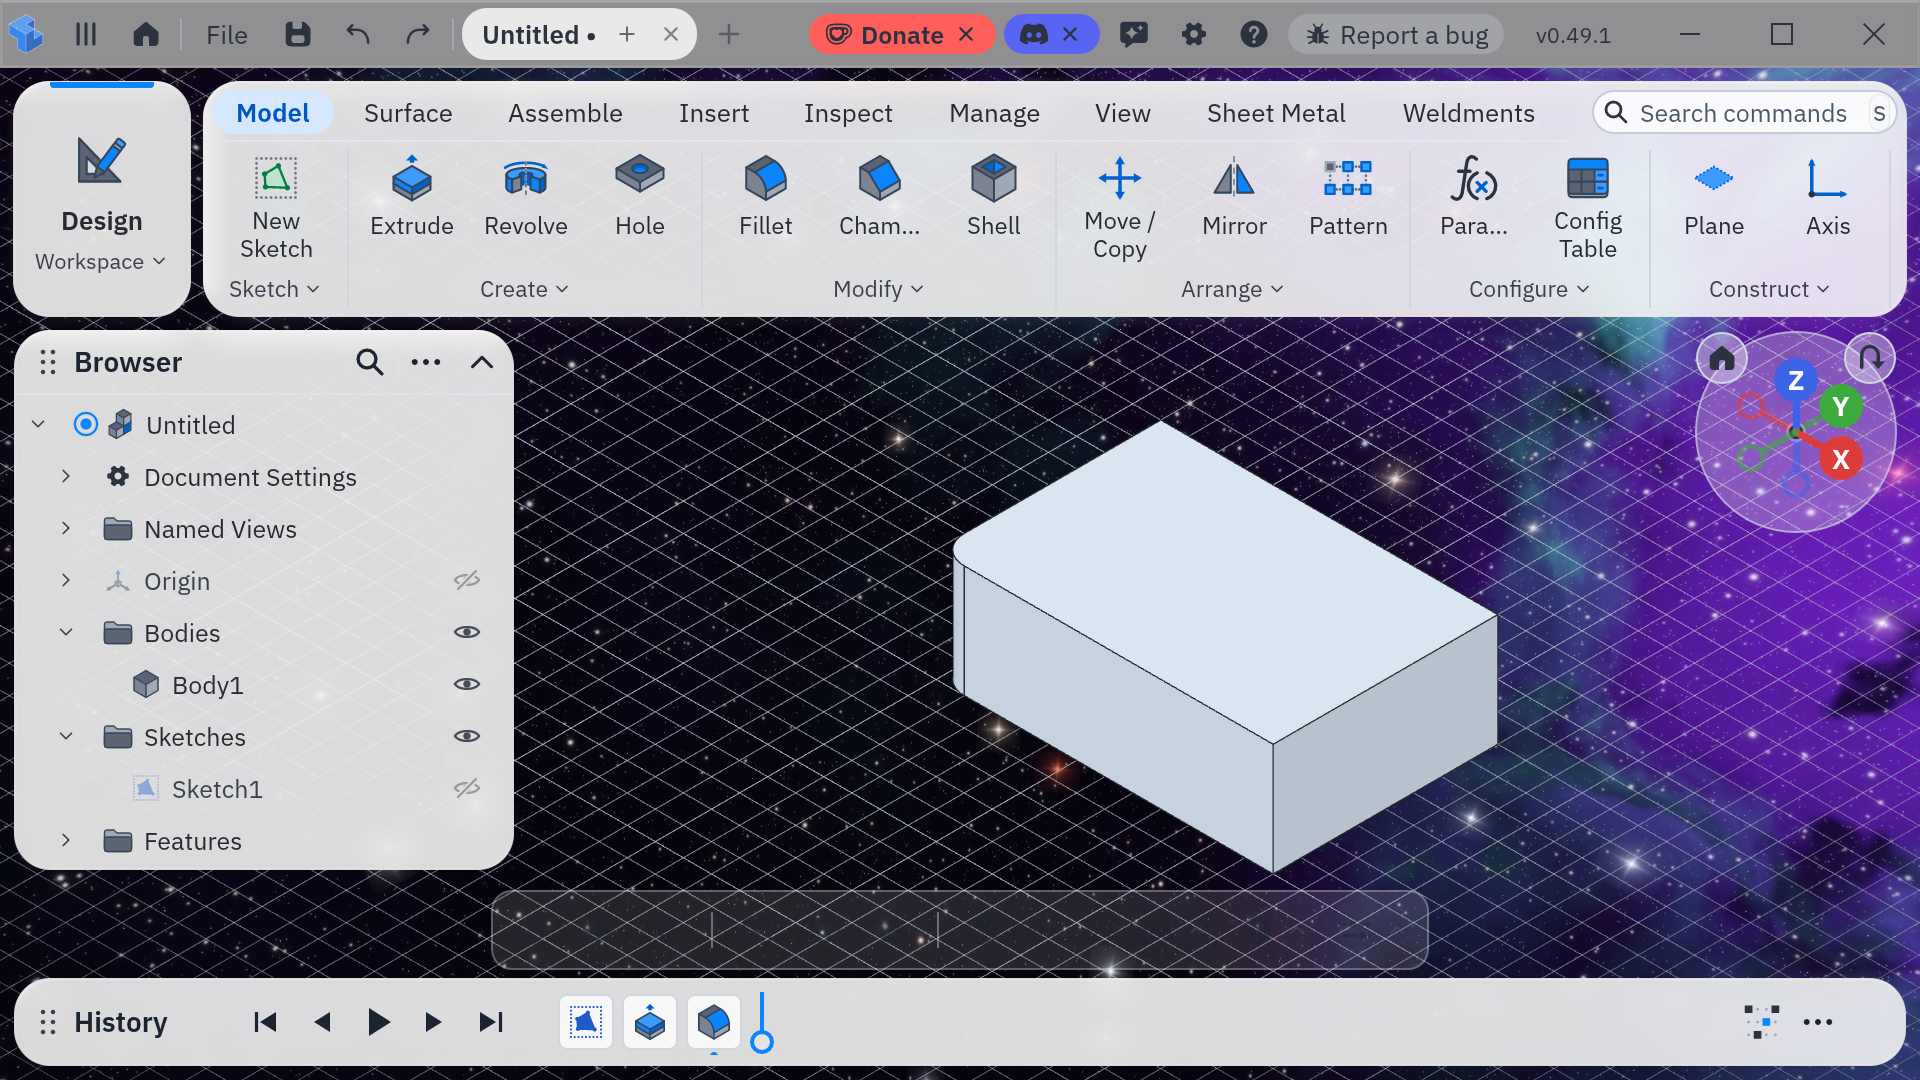 File
Untitled •
Donate
Report a bug
v0.49.1
Design
Workspace
Model
Surface
Assemble
Insert
Inspect
Manage
View
Sheet Metal
Weldments
Search commands
S
New Sketch
Extrude
Revolve
Hole
Fillet
Cham...
Shell
Move / Copy
Mirror
Pattern
Para...
Config Table
Plane
Axis
Sketch
Create
Modify
Arrange
Configure
Construct
Browser
Untitled
Document Settings
Named Views
Origin
Bodies
Body1
Sketches
Sketch1
Features
Z
Y
X
History